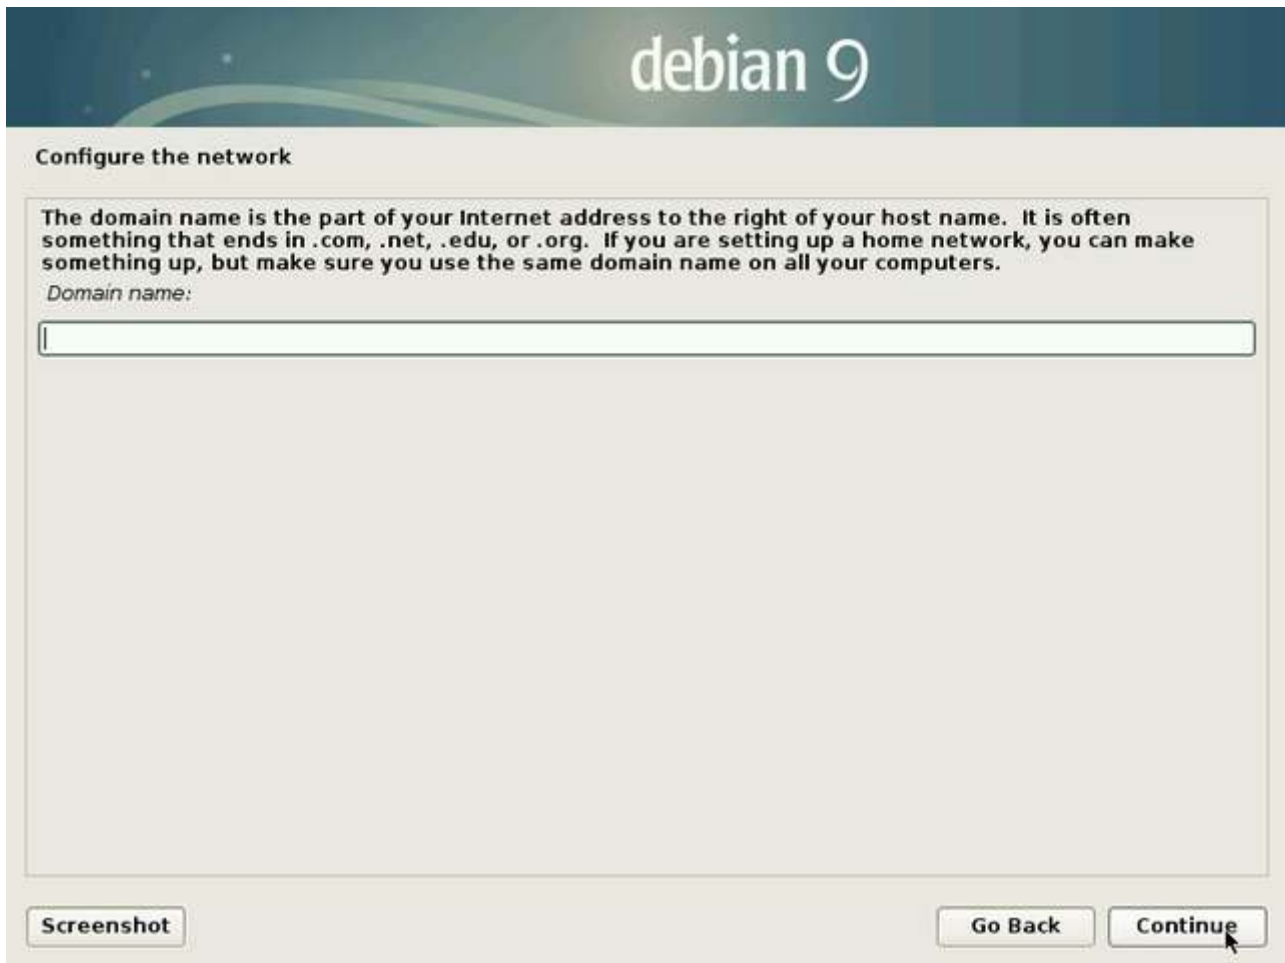 debian 9
Configure the network
The domain name is the part of your Internet address to the right of your host name.  It is often
something that ends in .com, .net, .edu, or .org.  If you are setting up a home network, you can make
something up, but make sure you use the same domain name on all your computers.
Domain name:
Screenshot
Go Back
Continue